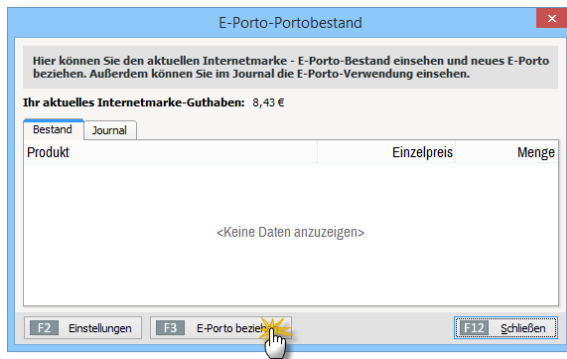 E-Porto-Portobestand
Hier können Sie den aktuellen Internetmarke - E-Porto-Bestand einsehen und neues E-Porto
beziehen. Außerdem können Sie im Journal die E-Porto-Verwendung einsehen.
Ihr aktuelles Internetmarke-Guthaben: 8,43 €
Bestand Journal
Produkt Einzelpreis Menge
<Keine Daten anzuzeigen>
F2 Einstellungen F3 E-Porto beziehen F12 Schließen